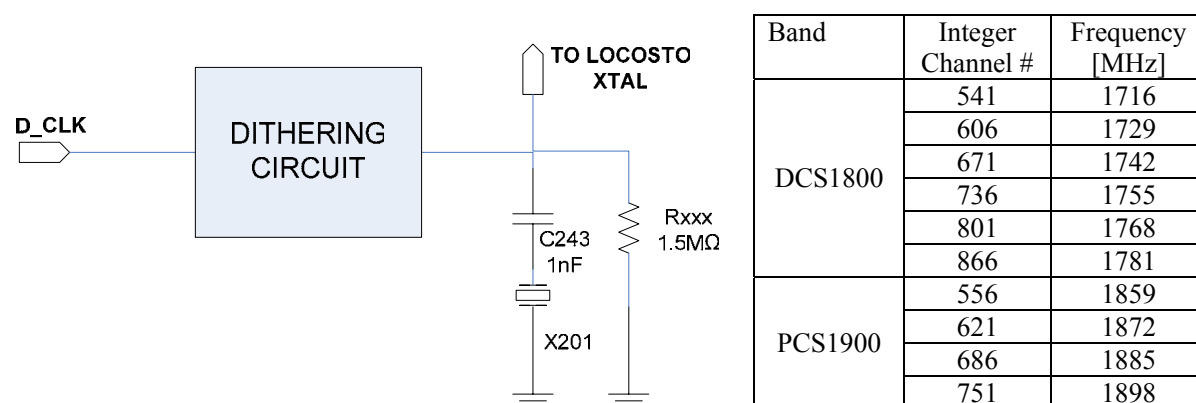 TO LOCOSTO
XTAL
D_CLK
DITHERING
CIRCUIT
C243
1nF
X201
Rxxx
1.5MΩ
Band Integer Channel # Frequency [MHz]
DCS1800
541 1716
606 1729
671 1742
736 1755
801 1768
866 1781
PCS1900
556 1859
621 1872
686 1885
751 1898